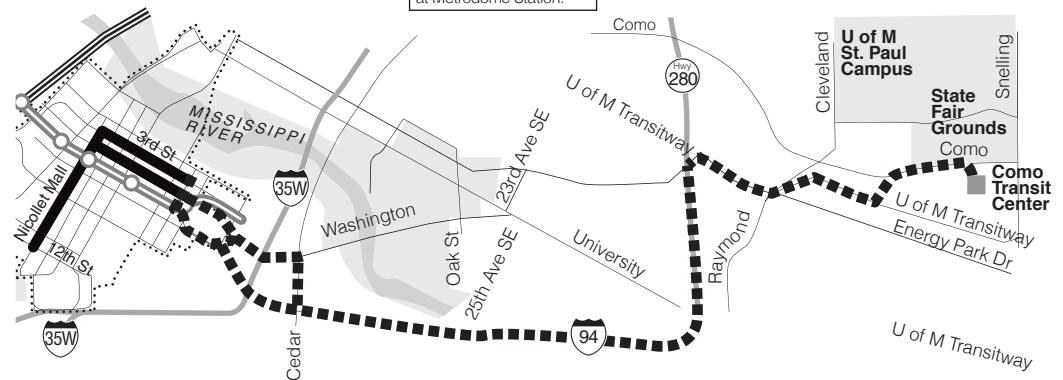 at Metrodome Station.
Como
Hwy
280
U of M
St. Paul
Campus
Cleveland
Snelling
State
Fair
Grounds
Como
U of M Transitway
MISSISSIPPI
RIVER
3rd St
Nicollet Mall
12th St
35W
35W
Washington
Oak St
23rd Ave SE
25th Ave SE
University
Raymond
Como
Transit
Center
U of M Transitway
Energy Park Dr
94
Cedar
U of M Transitway